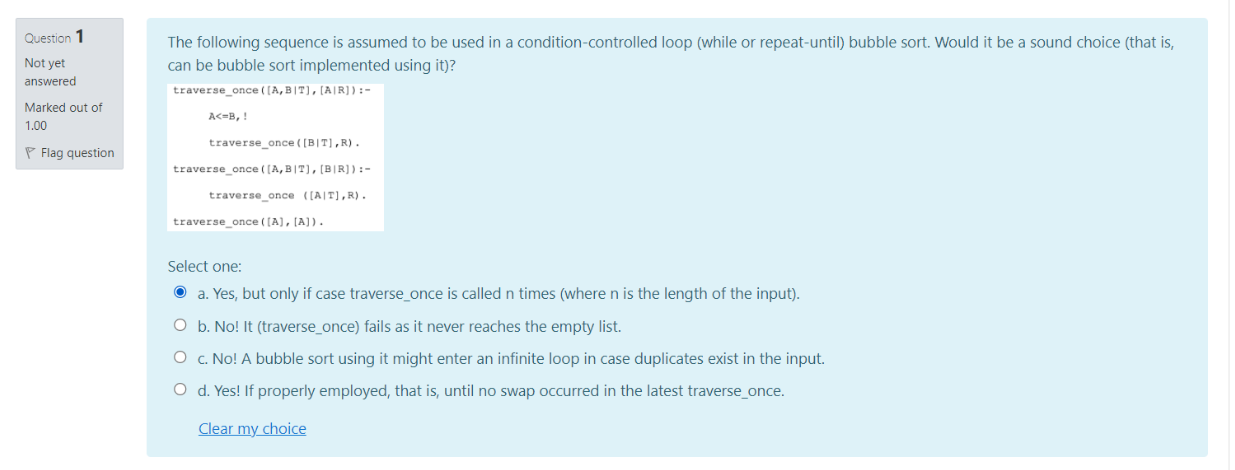 Question 1
Not yet
answered
Marked out of
1.00
Flag question
The following sequence is assumed to be used in a condition-controlled loop (while or repeat-until) bubble sort. Would it be a sound choice (that is,
can be bubble sort implemented using it)?
traverse_once([A,B|T],[A|R]):-
A<=B,!
traverse_once([B|T],R).
traverse_once([A,B|T],[B|R]):-
traverse_once ([A|T],R).
traverse_once([A],[A]).
Select one:
a. Yes, but only if case traverse_once is called n times (where n is the length of the input).
b. No! It (traverse_once) fails as it never reaches the empty list.
c. No! A bubble sort using it might enter an infinite loop in case duplicates exist in the input.
d. Yes! If properly employed, that is, until no swap occurred in the latest traverse_once.
Clear my choice